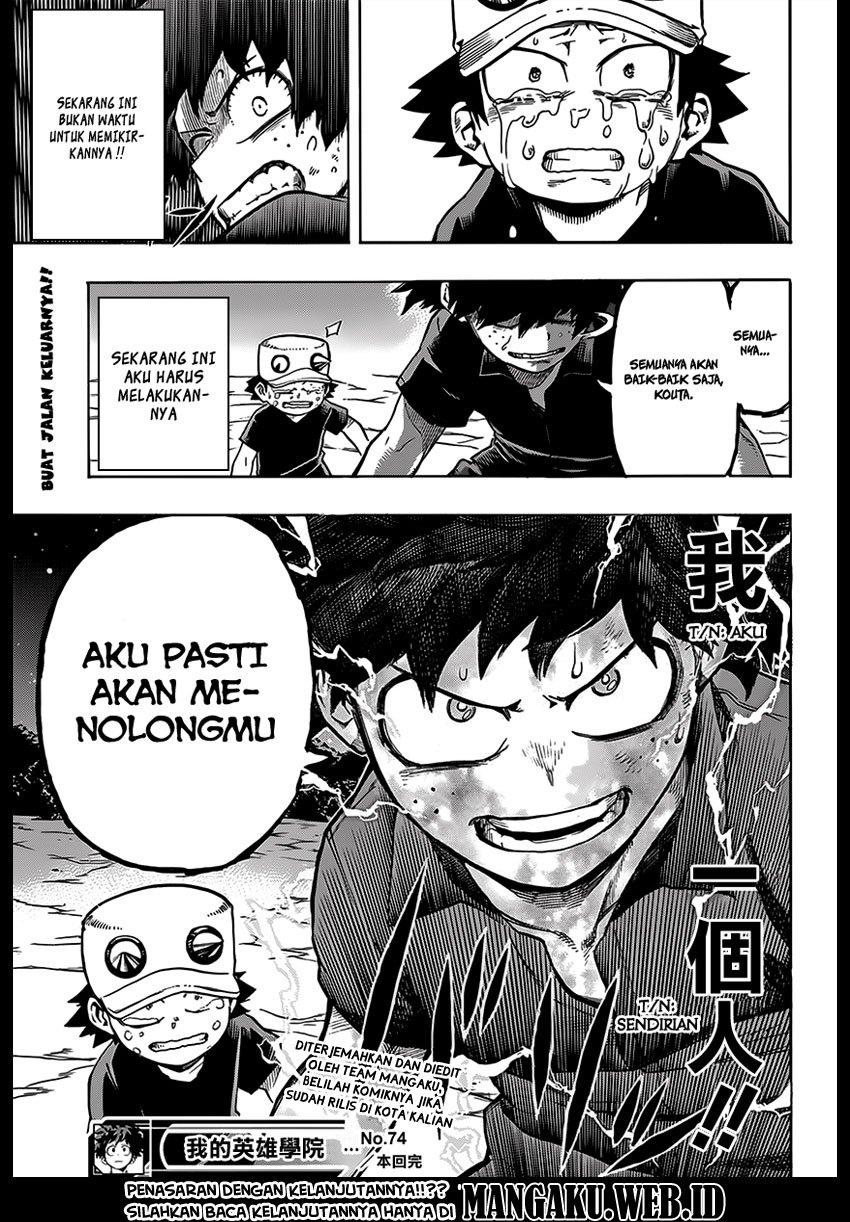 SEKARANG INI
BUKAN WAKTU
UNTUK MEMIKIR-
KANNYA !!
SEMUA-
NYA...
SEMUANYA AKAN
BAIK-BAIK SAJA,
KOUTA.
SEKARANG INI
AKU HARUS
MELAKUKAN-
NYA
BUAT JALAN KELUARNYA!!
我
T/N: AKU
AKU PASTI
AKAN ME-
NOLONGMU
一個人!!
T/N:
SENDIRIAN
DITERJEMAHKAN DAN DIEDIT
OLEH TEAM MANGAKU,
BELILAH KOMIKNYA JIKA
SUDAH RILIS DI KOTA KALIAN
我的英雄學院 ... No.74
本回完
PENASARAN DENGAN KELANJUTANNYA!!??
SILAHKAN BACA KELANJUTANNYA HANYA DI MANGAKU.WEB.ID